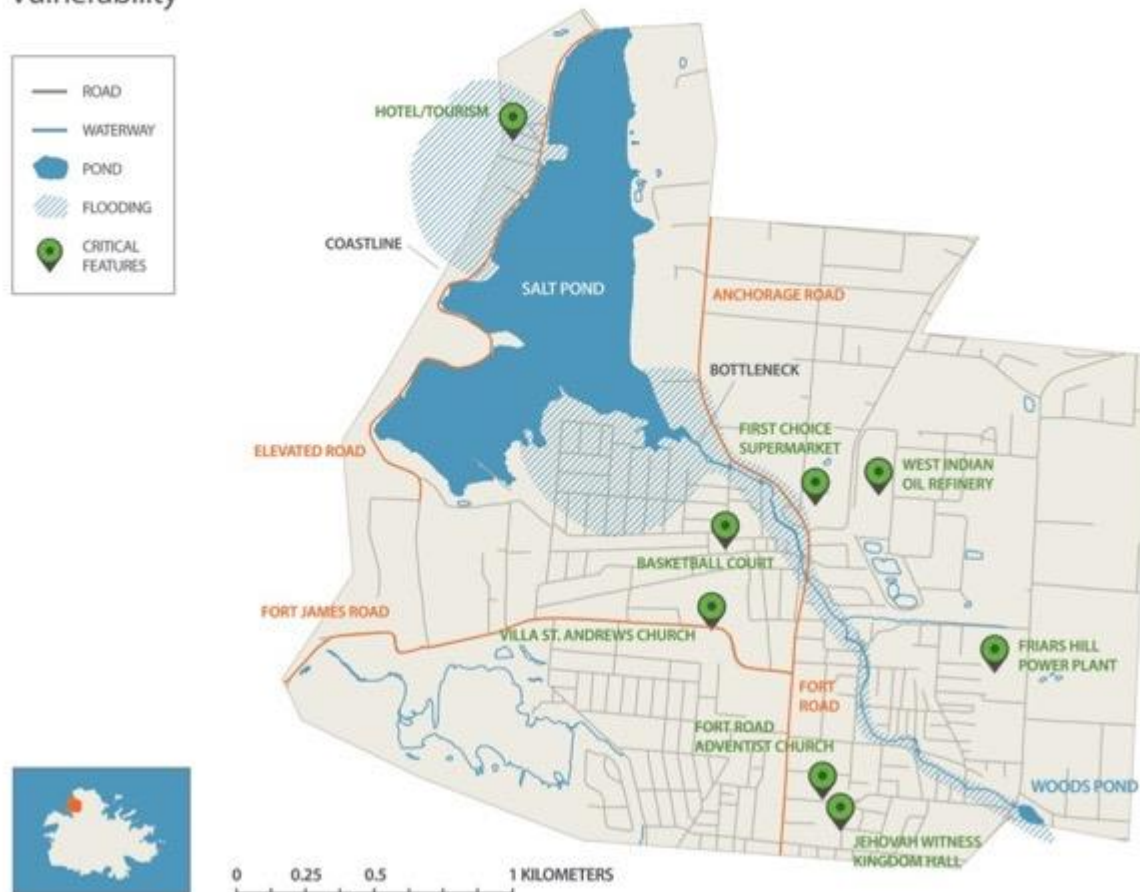 Vulnerability
ROAD
WATERWAY
POND
FLOODING
CRITICAL
FEATURES
HOTEL/TOURISM
COASTLINE
SALT POND
ANCHORAGE ROAD
BOTTLENECK
FIRST CHOICE
SUPERMARKET
ELEVATED ROAD
WEST INDIAN
OIL REFINERY
BASKETBALL COURT
FORT JAMES ROAD
VILLA ST. ANDREWS CHURCH
FRIARS HILL
POWER PLANT
FORT
ROAD
FORT ROAD
ADVENTIST CHURCH
WOODS POND
JEHOVAH WITNESS
KINGDOM HALL
0 0.25 0.5 1 KILOMETERS